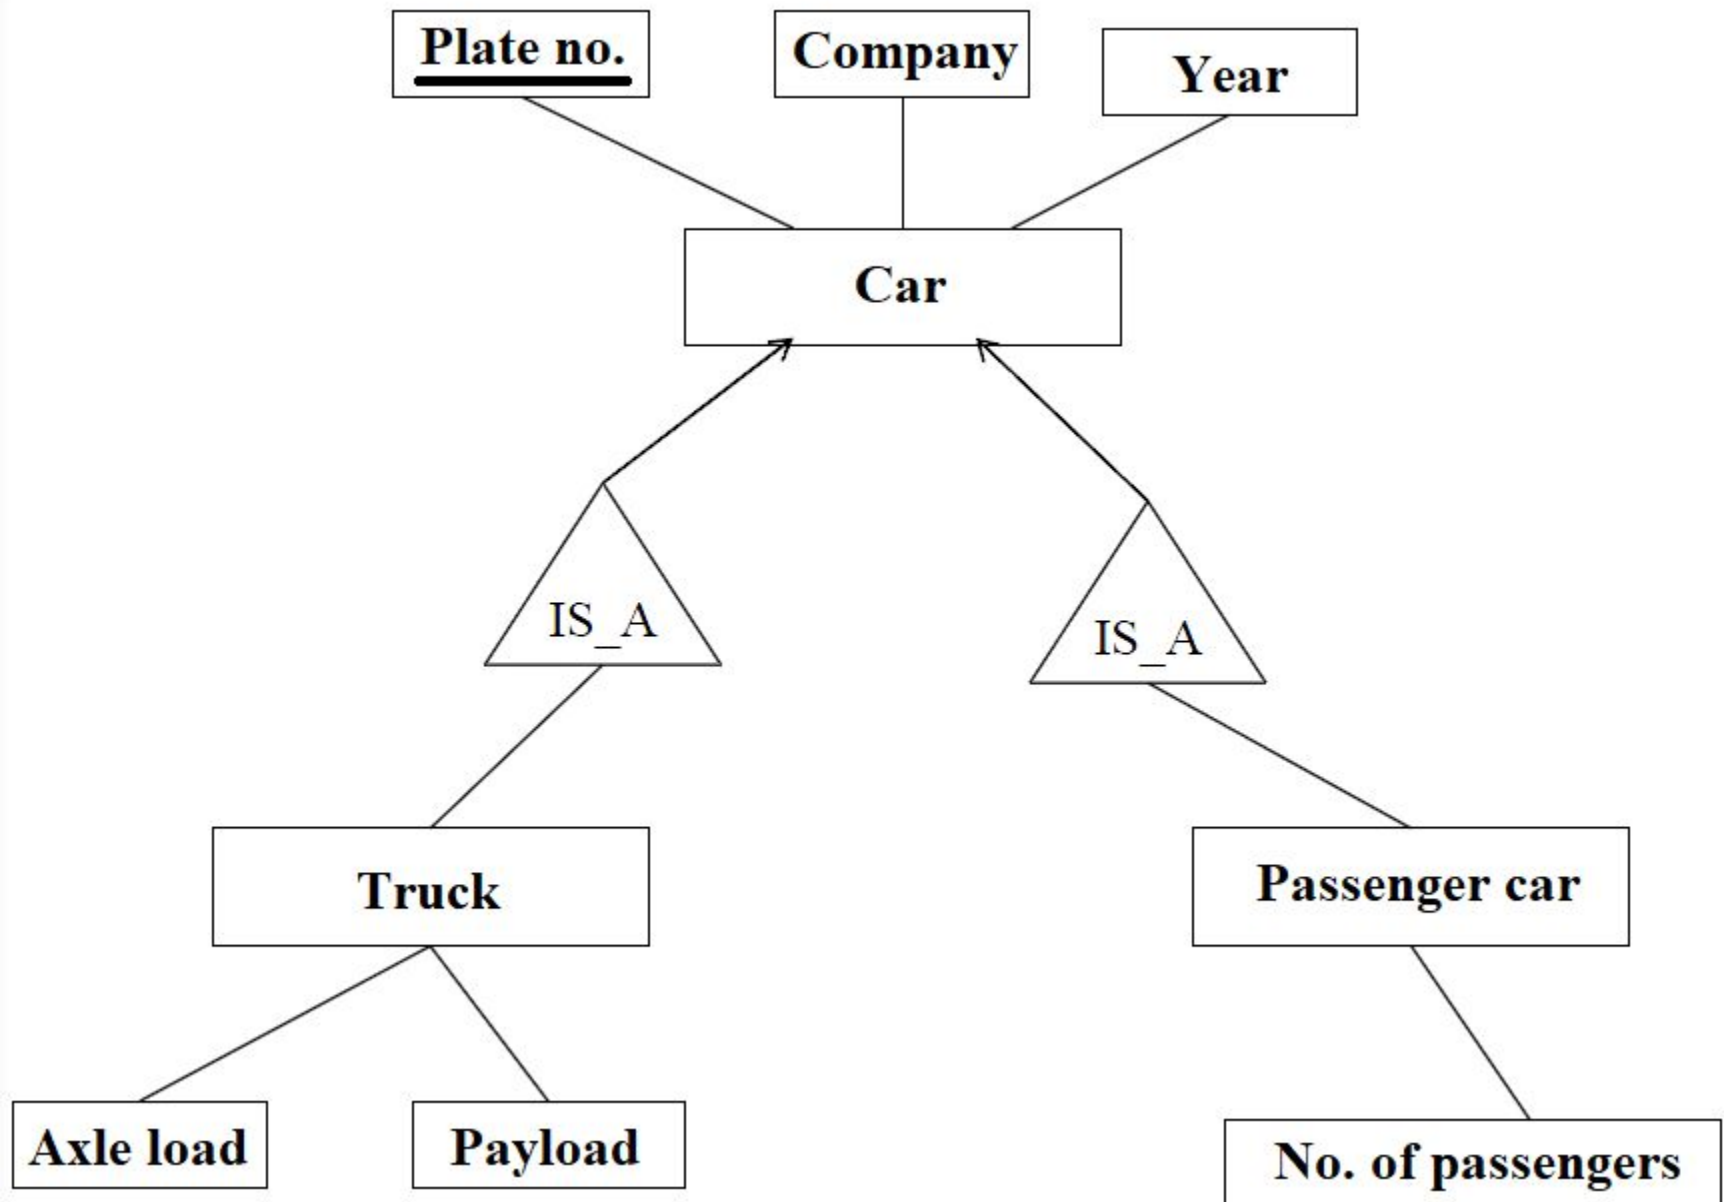 Plate no.
Company
Year
Car
IS_A
IS_A
Truck
Passenger car
Axle load
Payload
No. of passengers